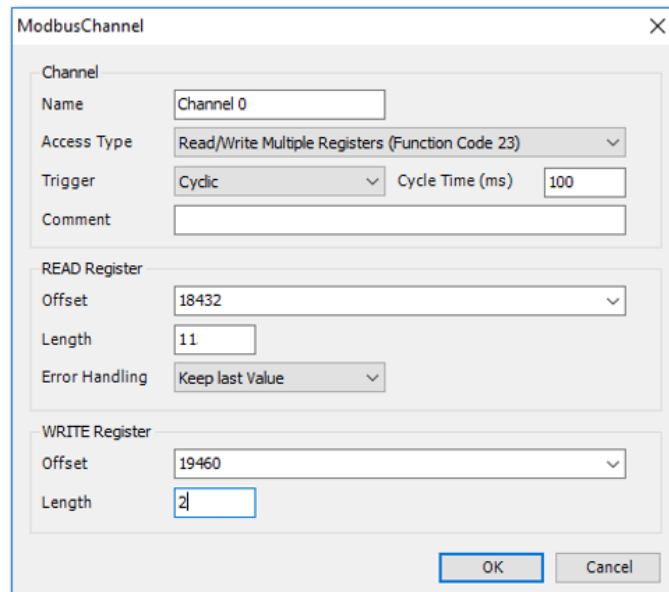 ModbusChannel
Channel
Name Channel 0
Access Type Read/Write Multiple Registers (Function Code 23)
Trigger Cyclic Cycle Time (ms) 100
Comment
READ Register
Offset 18432
Length 11
Error Handling Keep last Value
WRITE Register
Offset 19460
Length 2
OK Cancel